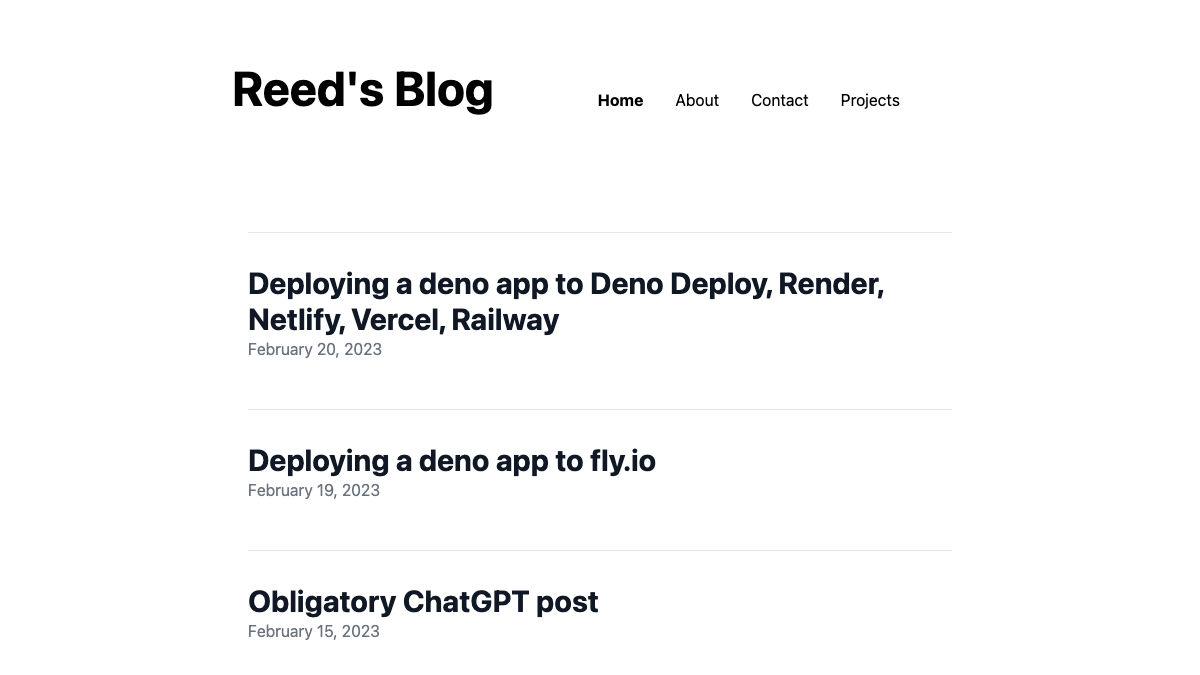 Reed's Blog
Home About Contact Projects
Deploying a deno app to Deno Deploy, Render,
Netlify, Vercel, Railway
February 20, 2023
Deploying a deno app to fly.io
February 19, 2023
Obligatory ChatGPT post
February 15, 2023